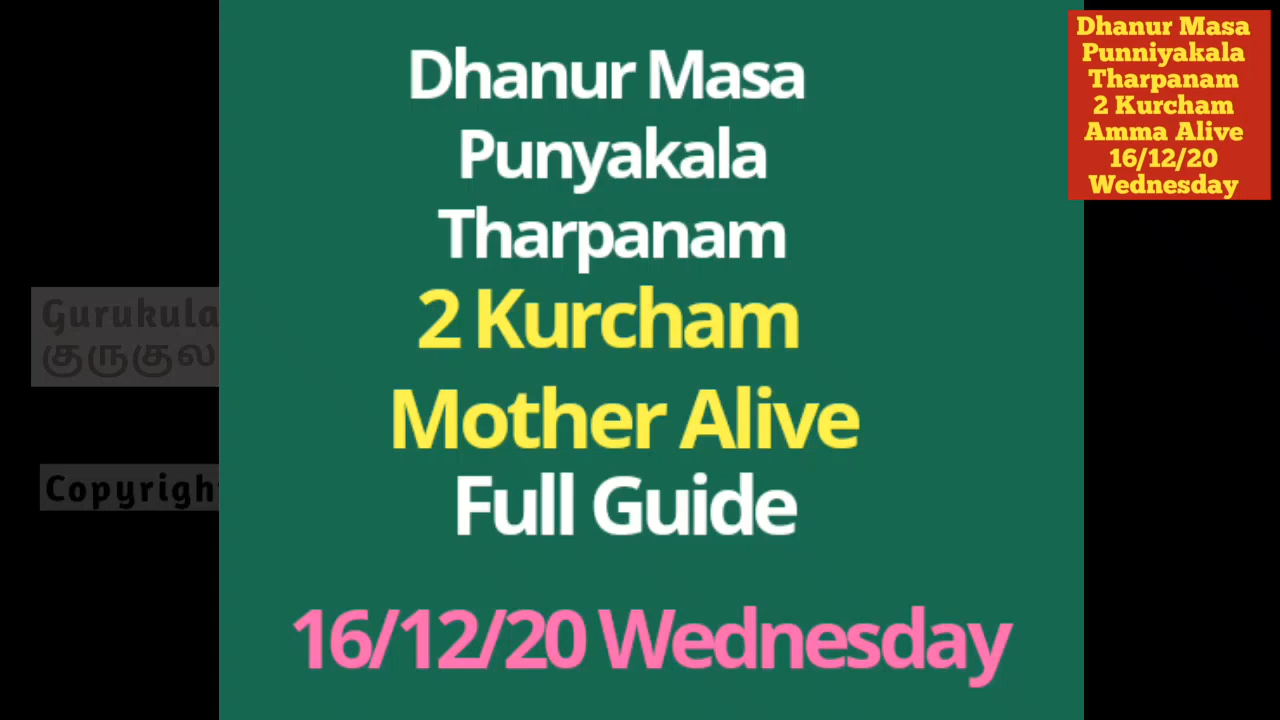 Dhanur Masa
Punyakala
Tharpanam
2 Kurcham
Mother Alive
Full Guide
16/12/20 Wednesday
Dhanur Masa
Punniyakala
Tharpanam
2 Kurcham
Amma Alive
16/12/20
Wednesday
Gurukula
குருகுல